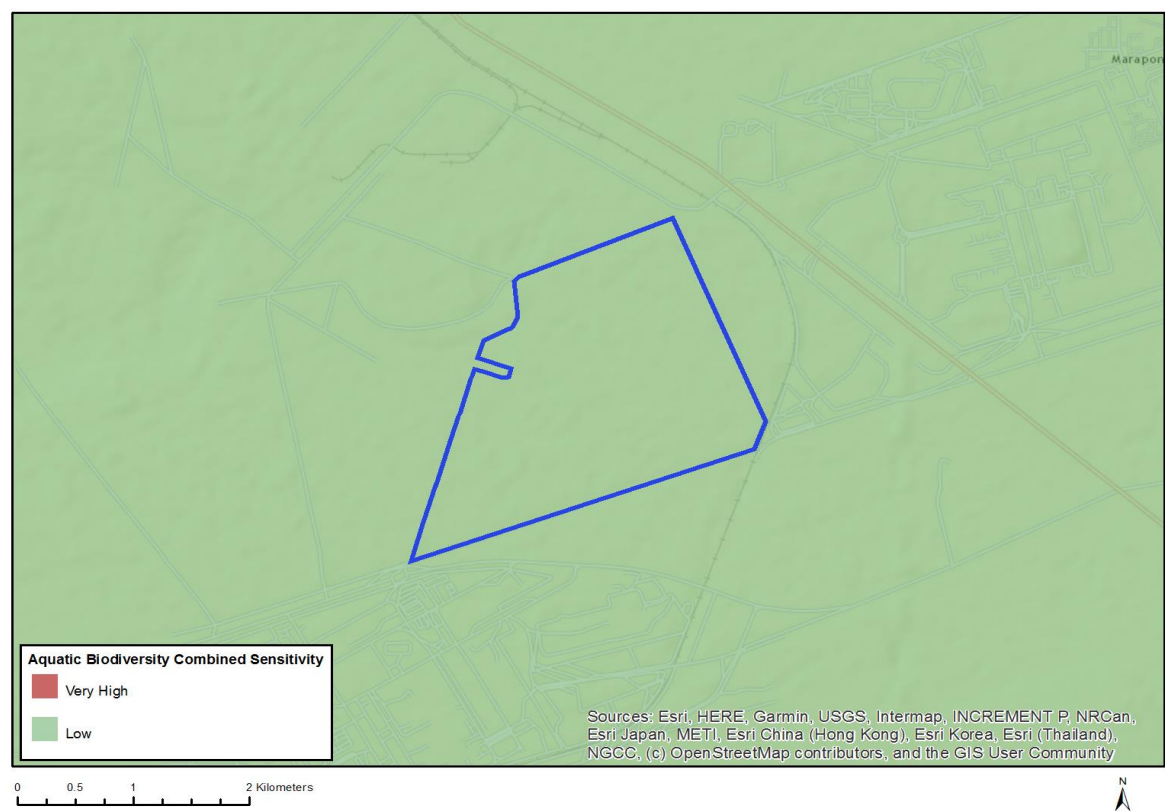 Marapon
Aquatic Biodiversity Combined Sensitivity
Very High
Low
Sources: Esri, HERE, Garmin, USGS, Intermap, INCREMENT P, NRCan,
Esri Japan, METI, Esri China (Hong Kong), Esri Korea, Esri (Thailand),
NGCC, (c) OpenStreetMap contributors, and the GIS User Community
0 0.5 1 2 Kilometers
N